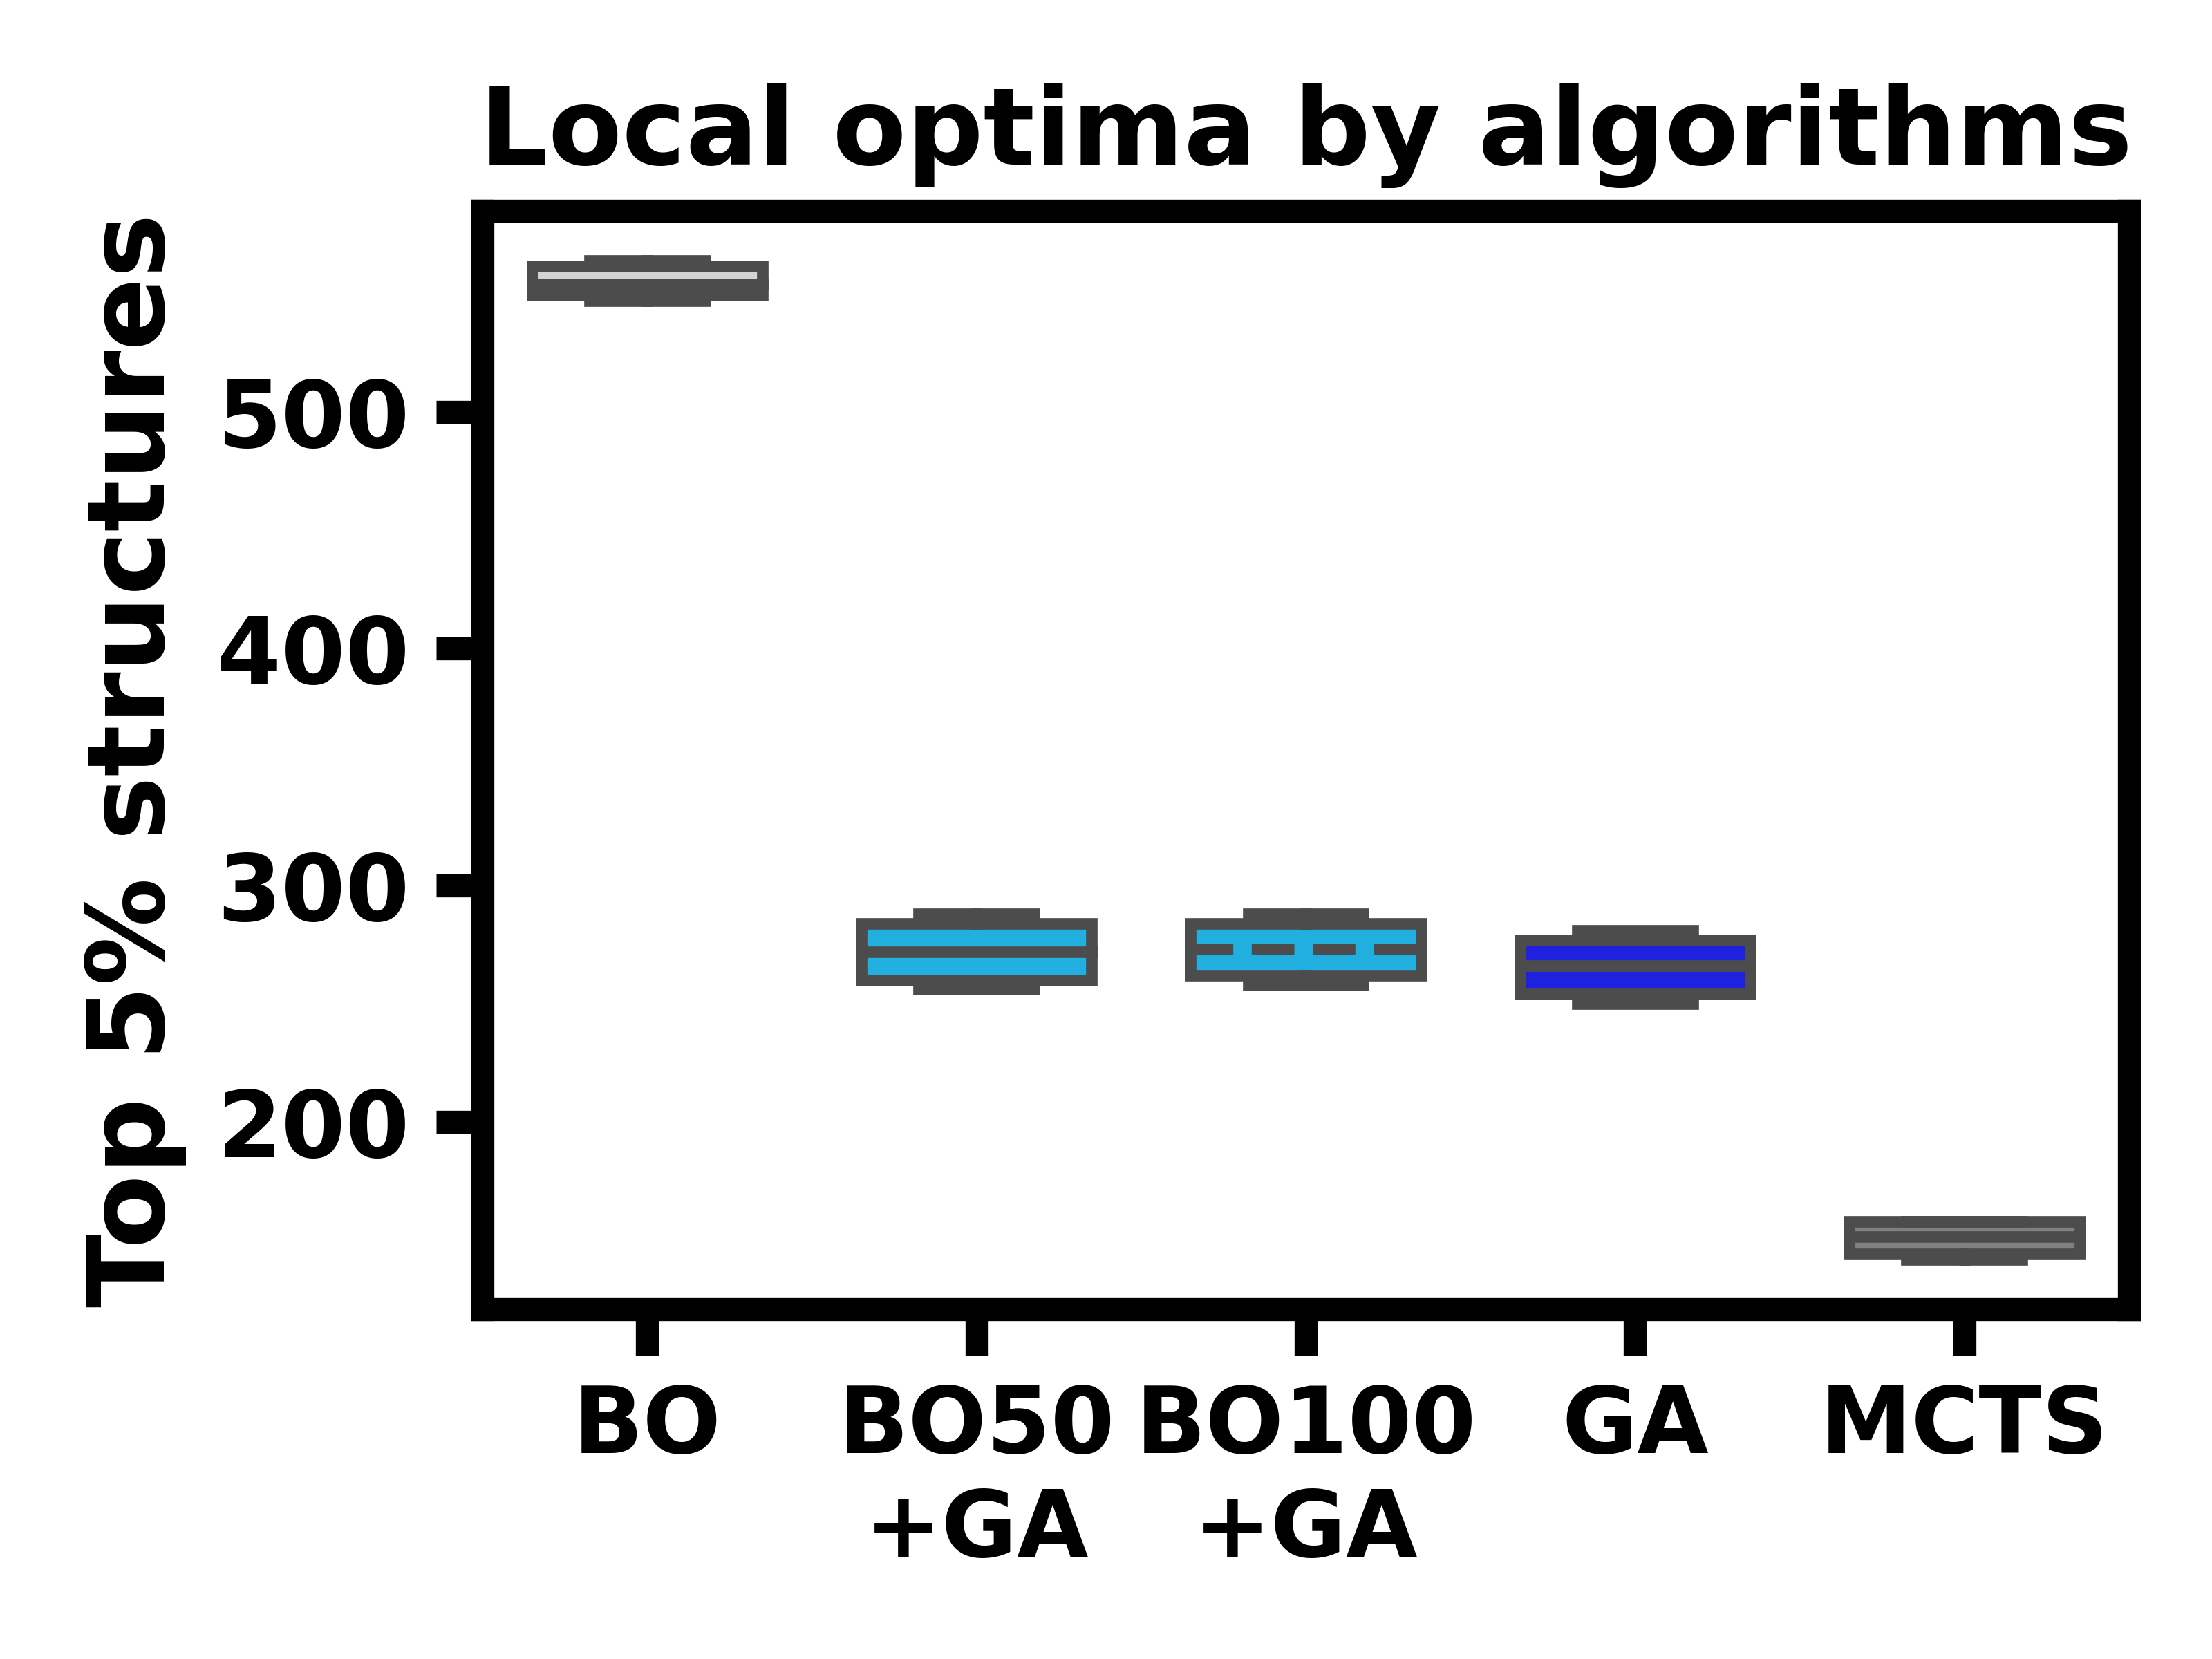 Local optima by algorithms
Top 5% structures
500
400
300
200
BO
BO50
+GA
BO100
+GA
GA
MCTS